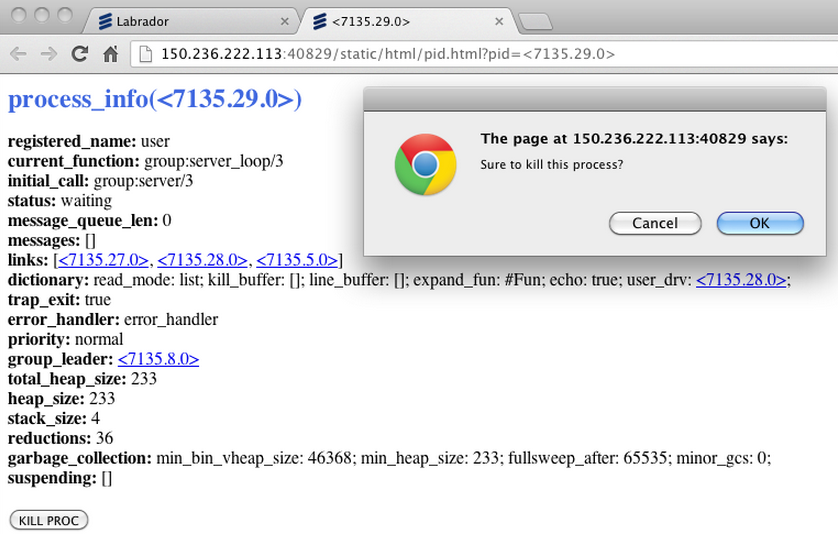 Labrador
<7135.29.0>
150.236.222.113:40829/static/html/pid.html?pid=<7135.29.0>
process_info(<7135.29.0>)
The page at 150.236.222.113:40829 says:
Sure to kill this process?
Cancel
OK
registered_name: user
current_function: group:server_loop/3
initial_call: group:server/3
status: waiting
message_queue_len: 0
messages: []
links: [<7135.27.0>, <7135.28.0>, <7135.5.0>]
dictionary: read_mode: list; kill_buffer: []; line_buffer: []; expand_fun: #Fun; echo: true; user_drv: <7135.28.0>;
trap_exit: true
error_handler: error_handler
priority: normal
group_leader: <7135.8.0>
total_heap_size: 233
heap_size: 233
stack_size: 4
reductions: 36
garbage_collection: min_bin_vheap_size: 46368; min_heap_size: 233; fullsweep_after: 65535; minor_gcs: 0;
suspending: []
KILL PROC